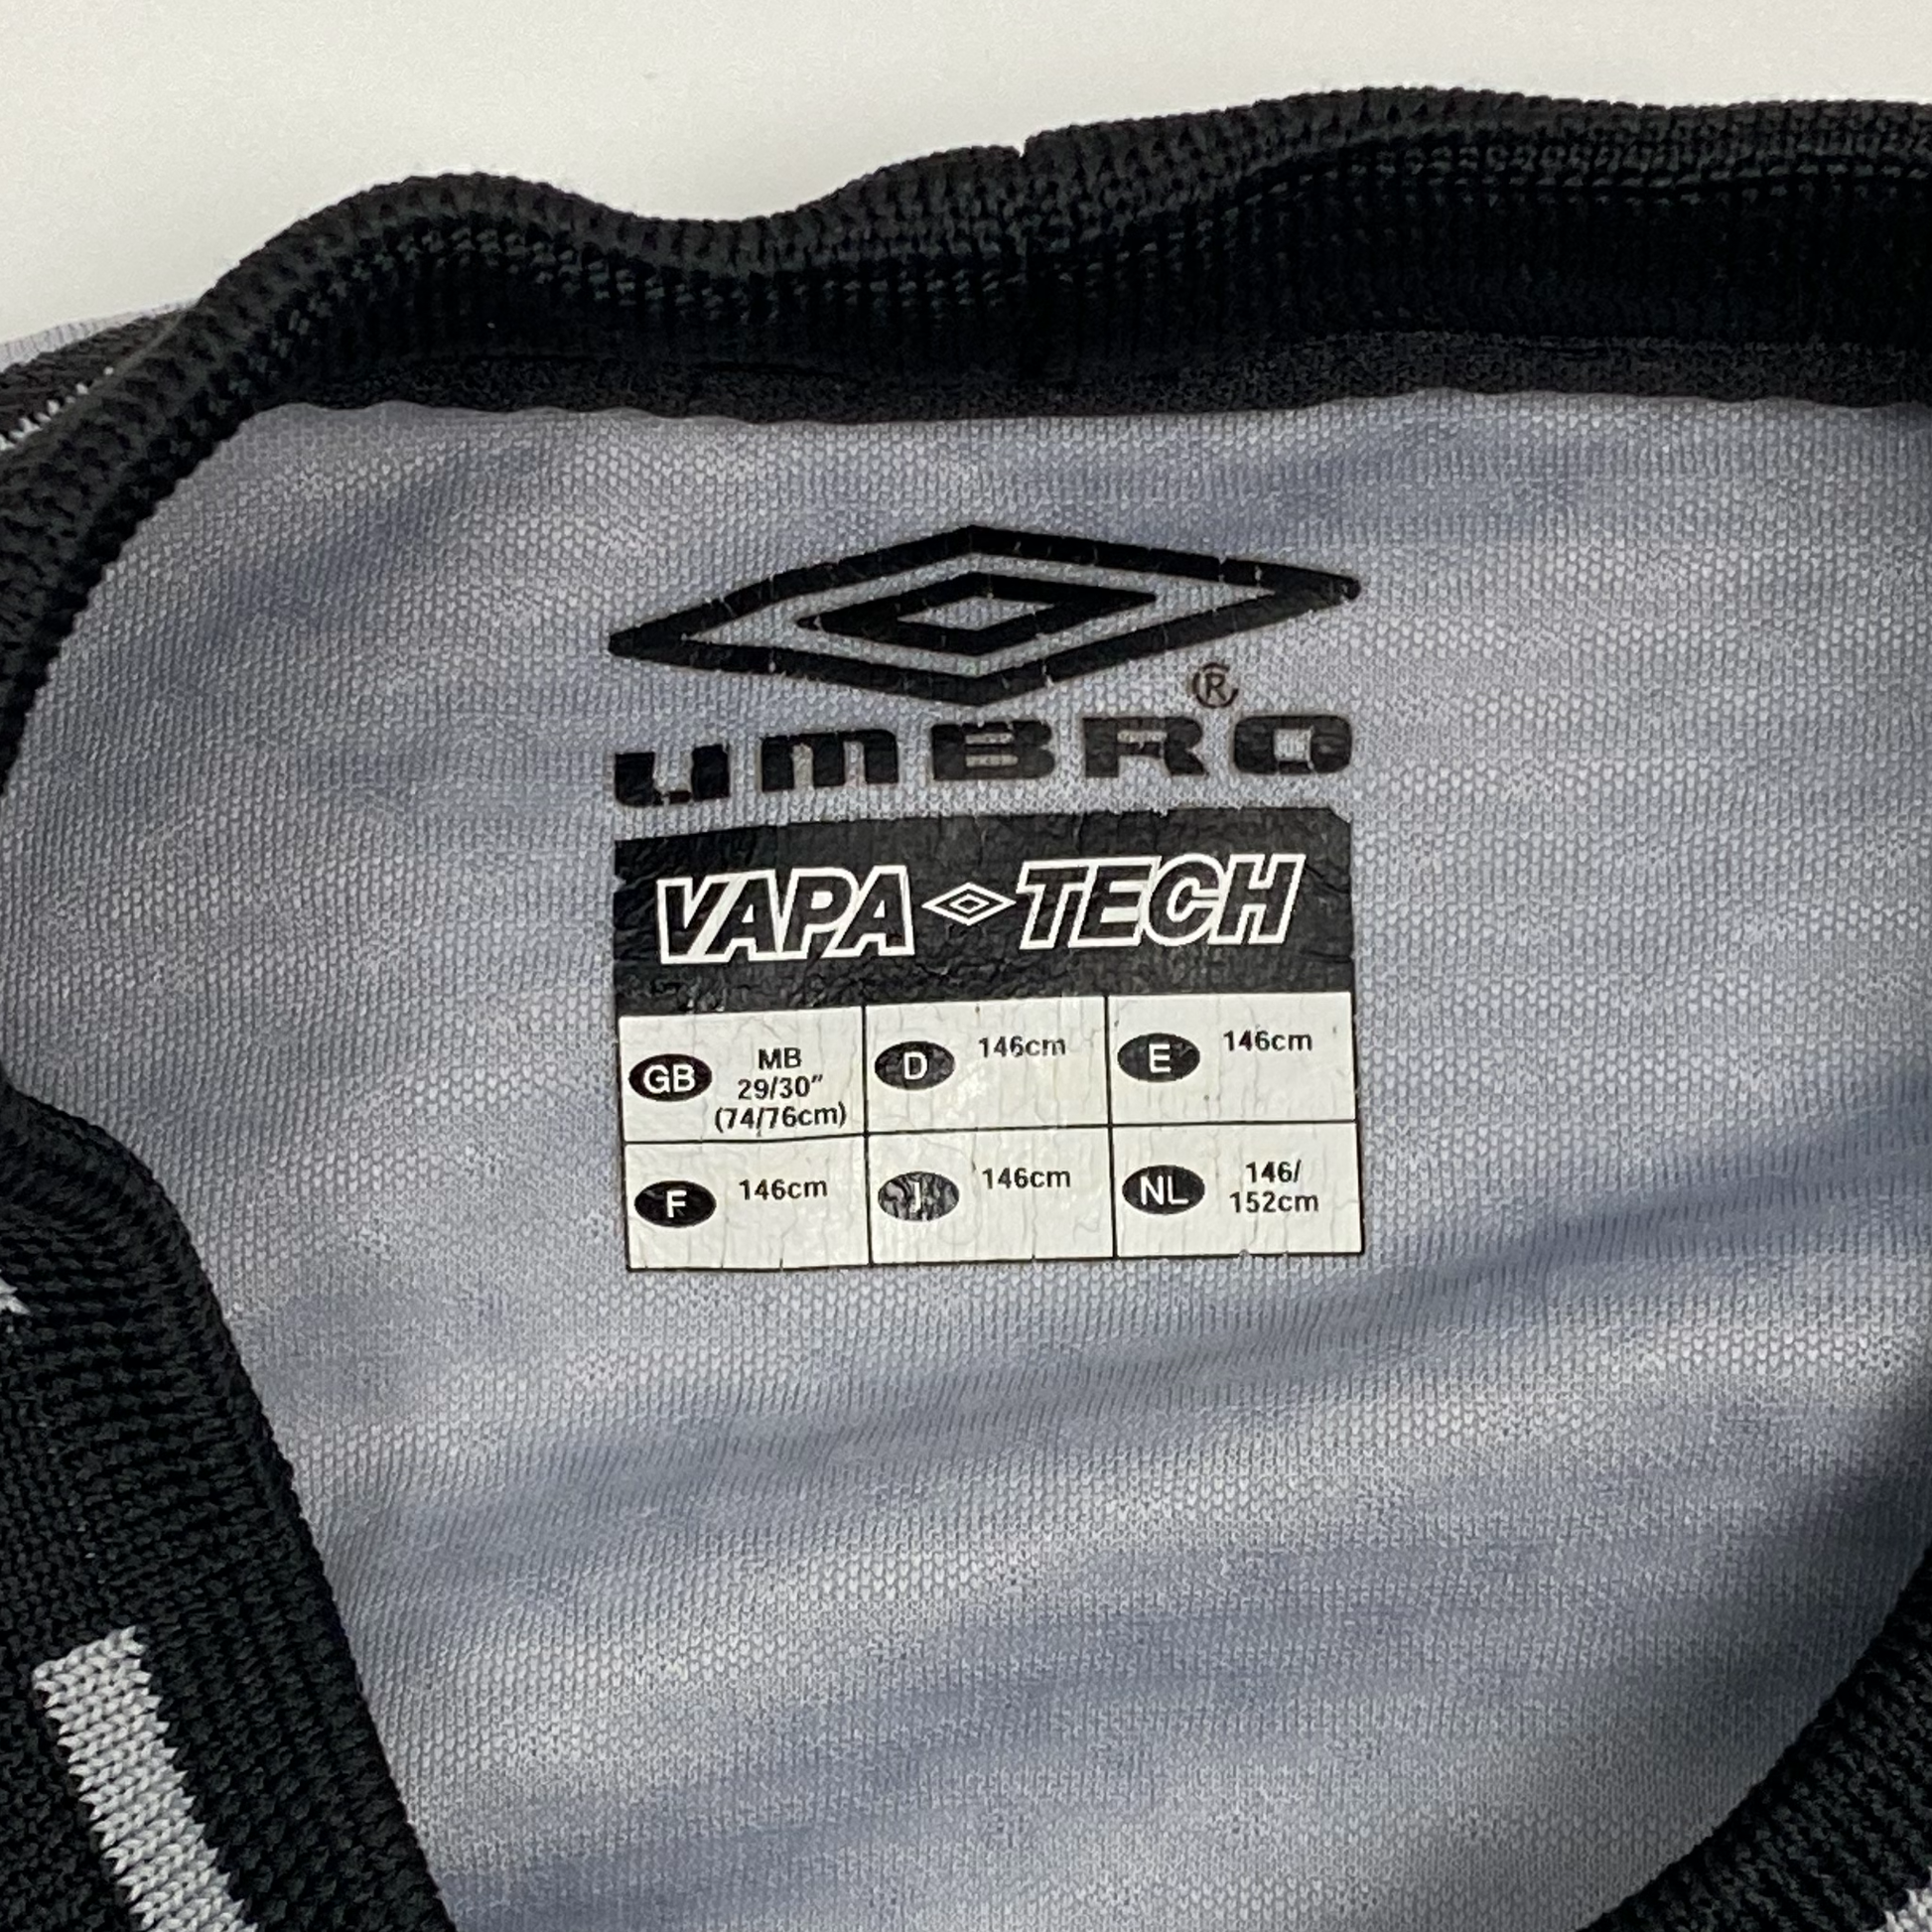 ®
UMBRO
VAPA TECH
GB MB
29/30"
(74/76cm)
D 146cm
E 146cm
F 146cm
I 146cm
NL 146/
152cm